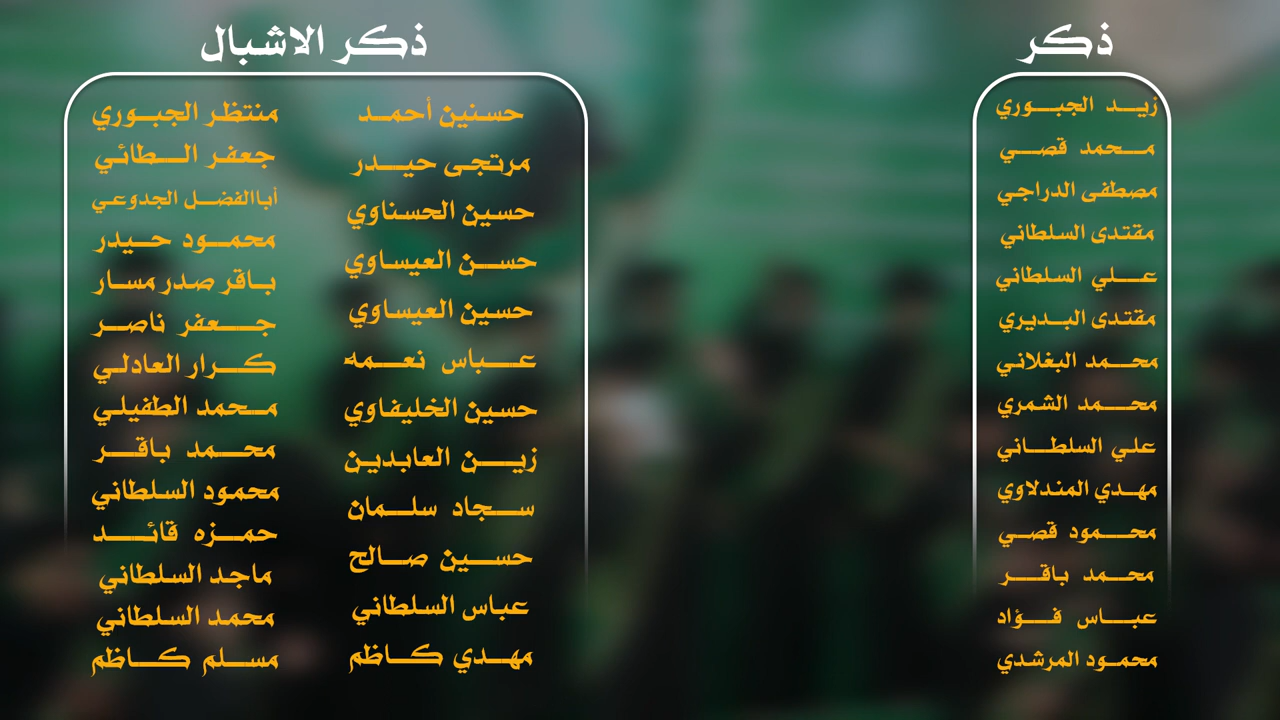 ذكر
زيد الجبوري
محمد قصي
مصطفى الدراجي
مقتدى السلطاني
علي السلطاني
مقتدى البديري
محمد البغلاني
محمد الشمري
علي السلطاني
مهدي المندلاوي
محمود قصي
محمد باقر
عباس فؤاد
محمود المرشدي
ذكر الاشبال
حسنين أحمد
مرتجى حيدر
حسين الحسناوي
حسن العيساوي
حسين العيساوي
عباس نعمه
حسين الخليفاوي
زين العابدين
سجاد سلمان
حسين صالح
عباس السلطاني
مهدي كاظم
منتظر الجبوري
جعفر الطائي
أباالفضل الجدوعي
محمود حيدر
باقر صدر مسار
جعفر ناصر
كرار العادلي
محمد الطفيلي
محمد باقر
محمود السلطاني
حمزه قائد
ماجد السلطاني
محمد السلطاني
مسلم كاظم